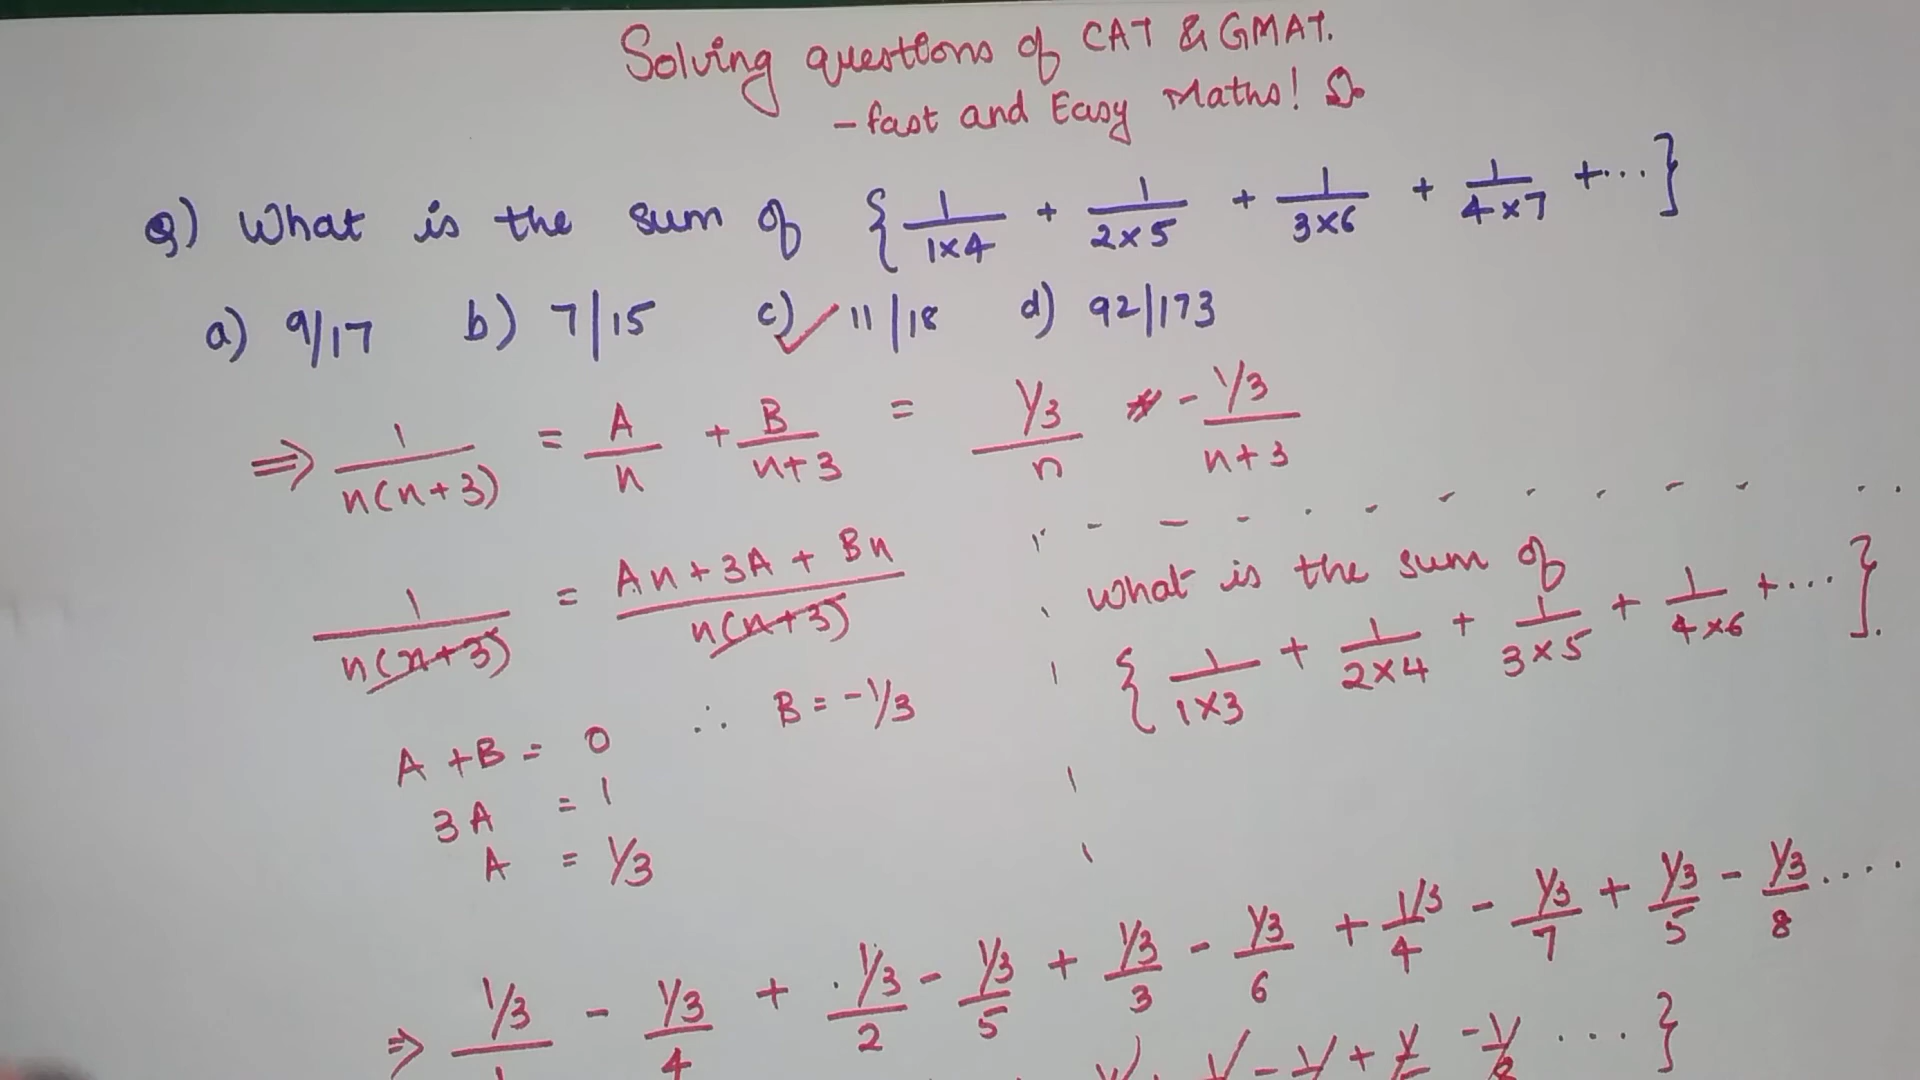 Solving questions of CAT & GMAT.
- fast and Easy Maths!
Q) What is the sum of { 1/(1×4) + 1/(2×5) + 1/(3×6) + 1/(4×7) + ... }
a) 9/17 b) 7/15 c) ✓ 11/18 d) 92/173
⇒ 1/(n(n+3)) = A/n + B/(n+3) = (1/3)/n - (1/3)/(n+3)
1/(n(n+3)) = (An + 3A + Bn)/(n(n+3))
A + B = 0 ∴ B = -1/3
3A = 1
A = 1/3
what is the sum of
{ 1/(1×3) + 1/(2×4) + 1/(3×5) + 1/(4×6) + ... }.
⇒ (1/3)/1 - (1/3)/4 + (1/3)/2 - (1/3)/5 + (1/3)/3 - (1/3)/6 + (1/3)/4 - (1/3)/7 + (1/3)/5 - (1/3)/8 ....